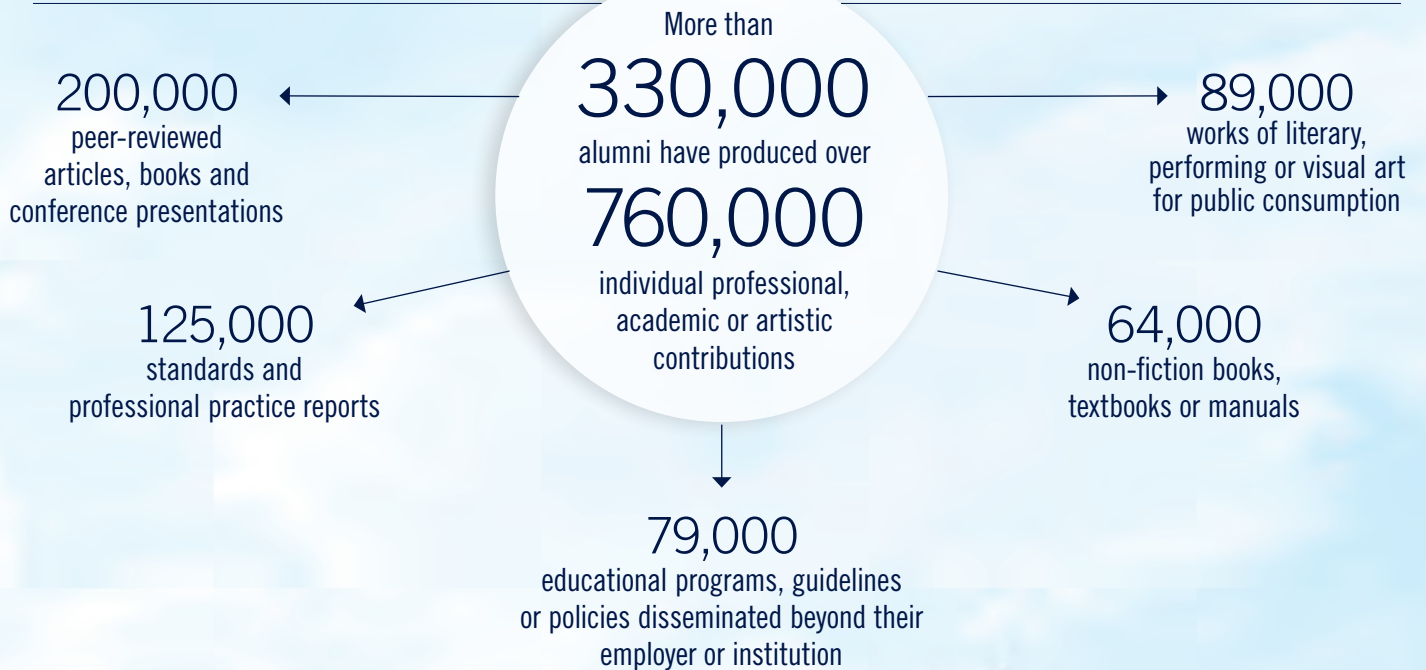 More than
330,000
alumni have produced over
760,000
individual professional,
academic or artistic
contributions
200,000
peer-reviewed
articles, books and
conference presentations
125,000
standards and
professional practice reports
79,000
educational programs, guidelines
or policies disseminated beyond their
employer or institution
89,000
works of literary,
performing or visual art
for public consumption
64,000
non-fiction books,
textbooks or manuals